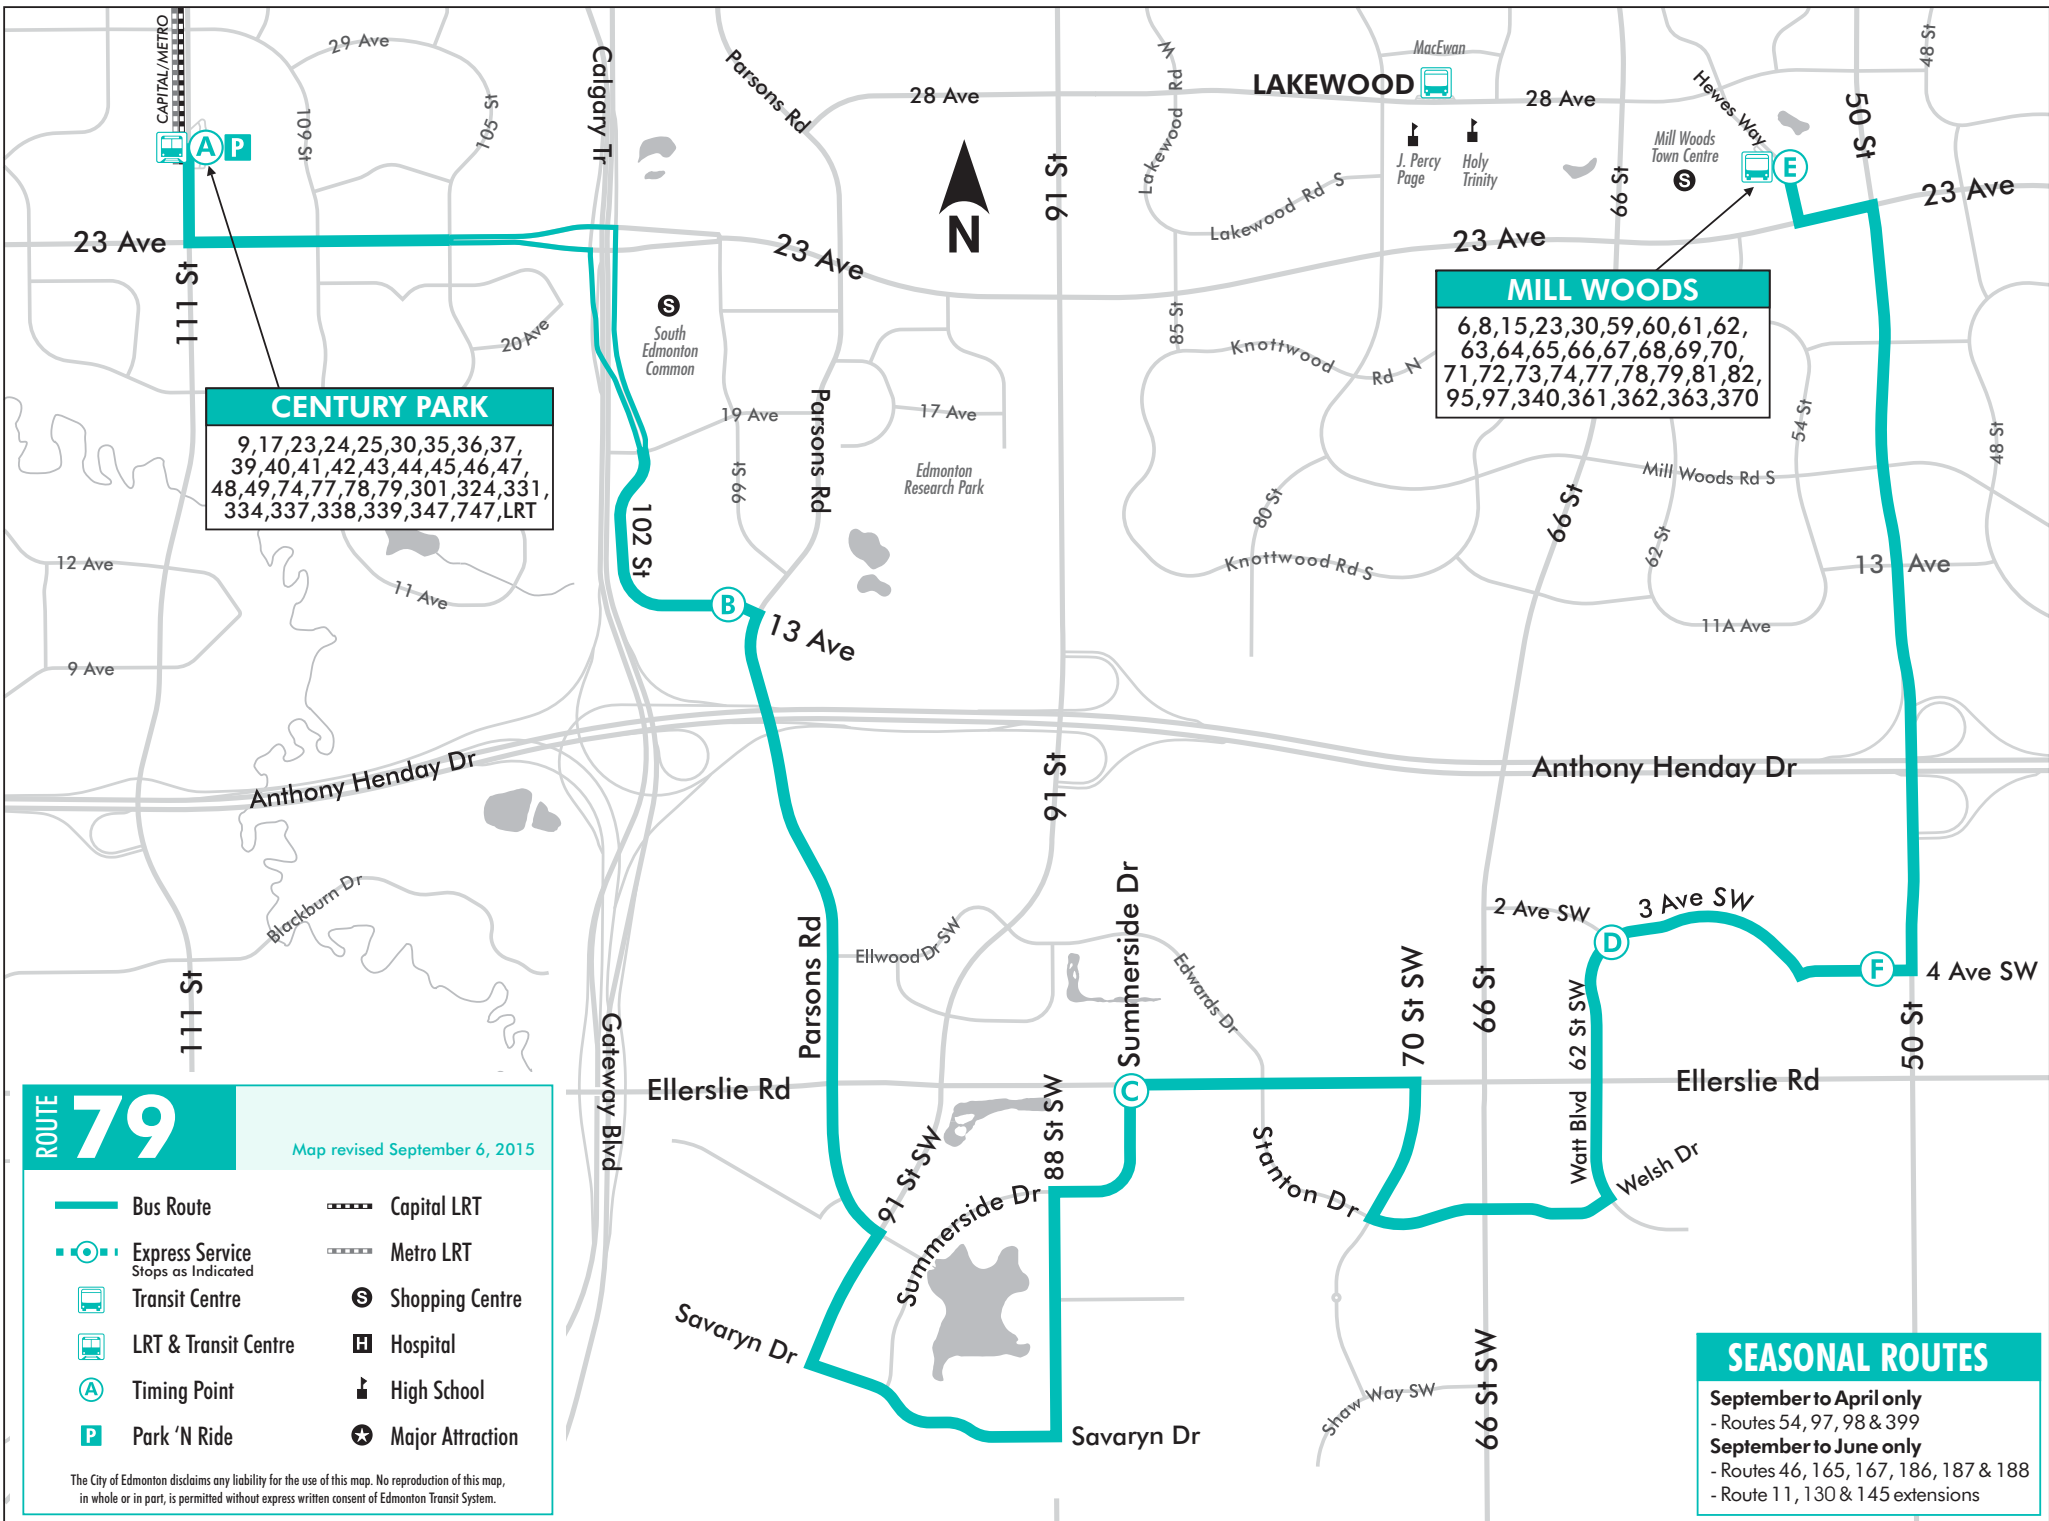 CAPITAL/METRO
29 Ave
109 St
105 St
Calgary Tr
Parsons Rd
28 Ave
91 St
M
Lakewood Rd
LAKEWOOD
MacEwan
28 Ave
J. Percy
Page
Holy
Trinity
66 St
Mill Woods
Town Centre
S
Hewes Way
50 St
48 St
A
P
E
N
23 Ave
23 Ave
Lakewood Rd S
23 Ave
23 Ave
111 St
20 Ave
S
South
Edmonton
Common
85 St
Knottwood Rd N
MILL WOODS
6,8,15,23,30,59,60,61,62,
63,64,65,66,67,68,69,70,
71,72,73,74,77,78,79,81,82,
95,97,340,361,362,363,370
CENTURY PARK
9,17,23,24,25,30,35,36,37,
39,40,41,42,43,44,45,46,47,
48,49,74,77,78,79,301,324,331,
334,337,338,339,347,747,LRT
19 Ave
Parsons Rd
17 Ave
99 St
Edmonton
Research Park
54 St
48 St
Mill Woods Rd S
80 St
66 St
62 St
102 St
12 Ave
11 Ave
Knottwood Rd S
13 Ave
B
13 Ave
11A Ave
9 Ave
Anthony Henday Dr
91 St
Anthony Henday Dr
Blackburn Dr
Parsons Rd
Ellwood Dr SW
Summerside Dr
Edwards Dr
2 Ave SW
3 Ave SW
D
F
4 Ave SW
111 St
Gateway Blvd
70 St SW
66 St
62 St SW
50 St
Ellerslie Rd
C
Ellerslie Rd
88 St SW
91 St SW
Stanton Dr
Watt Blvd
Welsh Dr
Summerside Dr
Savaryn Dr
Savaryn Dr
Shaw Way SW
66 St SW
ROUTE
79
Map revised September 6, 2015
Bus Route
Capital LRT
Express Service
Stops as Indicated
Metro LRT
Transit Centre
S
Shopping Centre
LRT & Transit Centre
H
Hospital
A
Timing Point
High School
P
Park 'N Ride
Major Attraction
The City of Edmonton disclaims any liability for the use of this map. No reproduction of this map,
in whole or in part, is permitted without express written consent of Edmonton Transit System.
SEASONAL ROUTES
September to April only
- Routes 54, 97, 98 & 399
September to June only
- Routes 46, 165, 167, 186, 187 & 188
- Route 11, 130 & 145 extensions